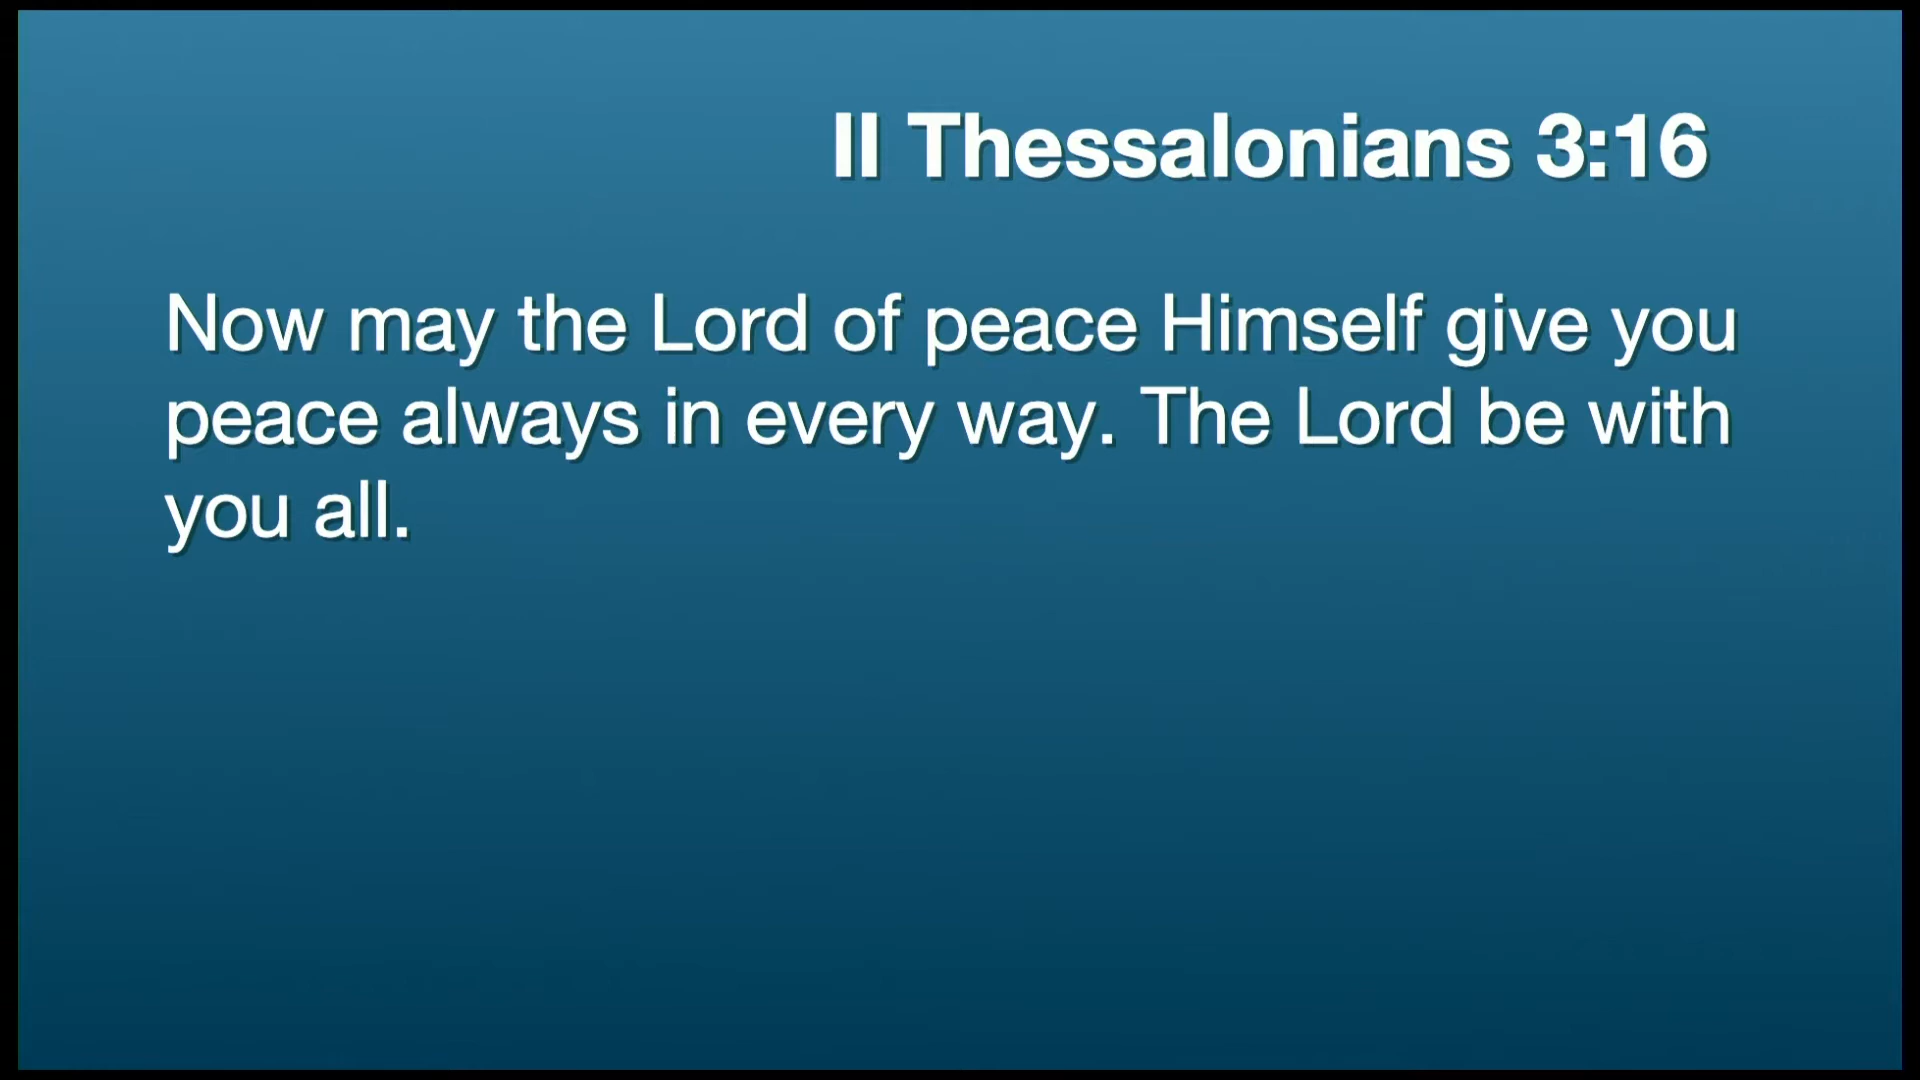 II Thessalonians 3:16
Now may the Lord of peace Himself give you
peace always in every way. The Lord be with
you all.